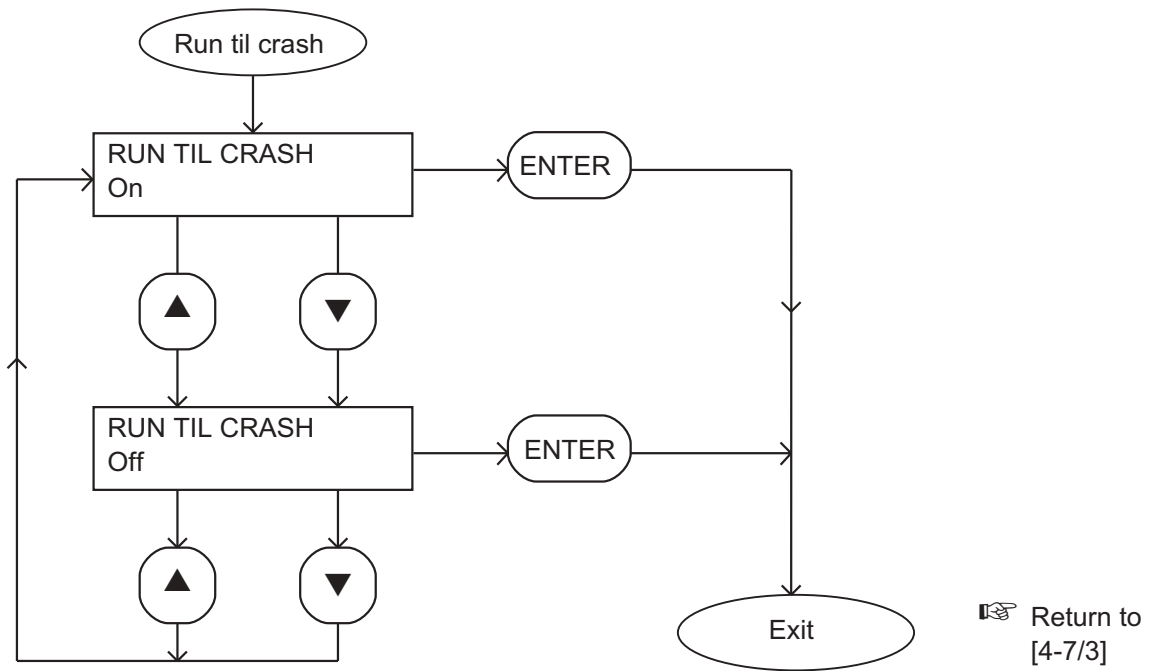 Run til crash
RUN TIL CRASH
On
ENTER
▲
▼
RUN TIL CRASH
Off
ENTER
▲
▼
Exit
☞ Return to
[4-7/3]